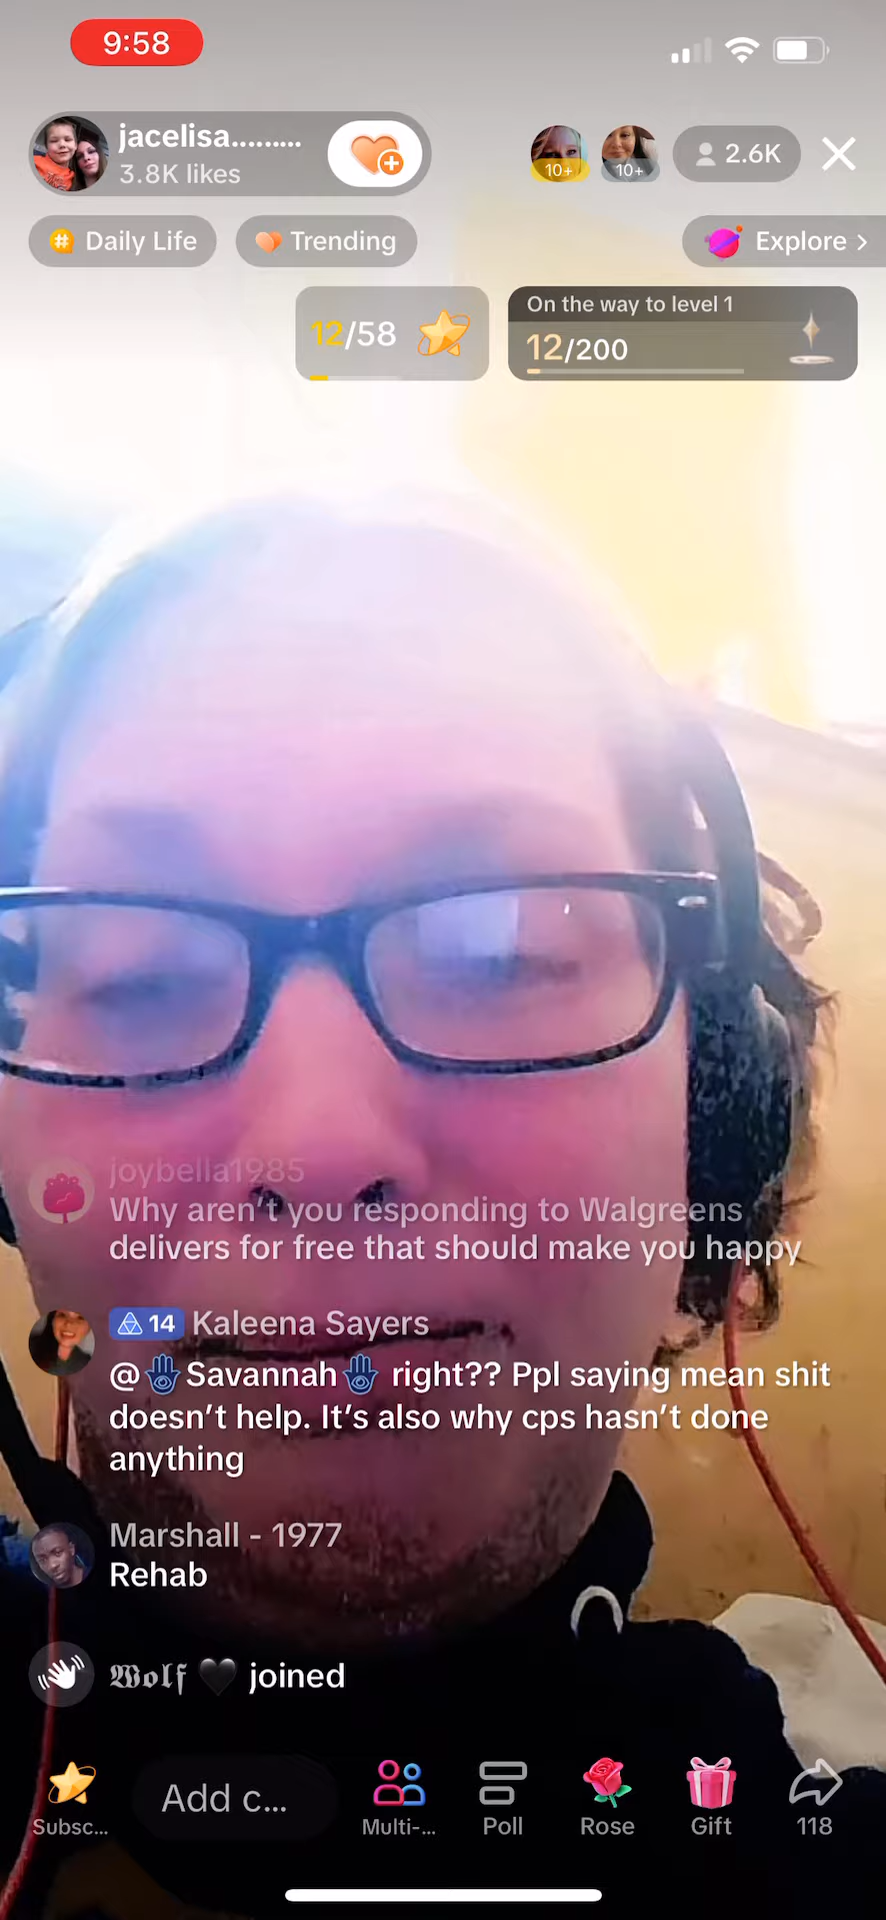 9:58
jacelisa.........
3.8K likes
10+
10+
2.6K
Daily Life
Trending
Explore >
12/58
On the way to level 1
12/200
joybella1985
Why aren't you responding to Walgreens
delivers for free that should make you happy
14 Kaleena Sayers
@🪬Savannah🪬 right?? Ppl saying mean shit
doesn't help. It's also why cps hasn't done
anything
Marshall - 1977
Rehab
𝖂𝖔𝖑𝖋 🖤 joined
Subsc...
Add c...
Multi-...
Poll
Rose
Gift
118